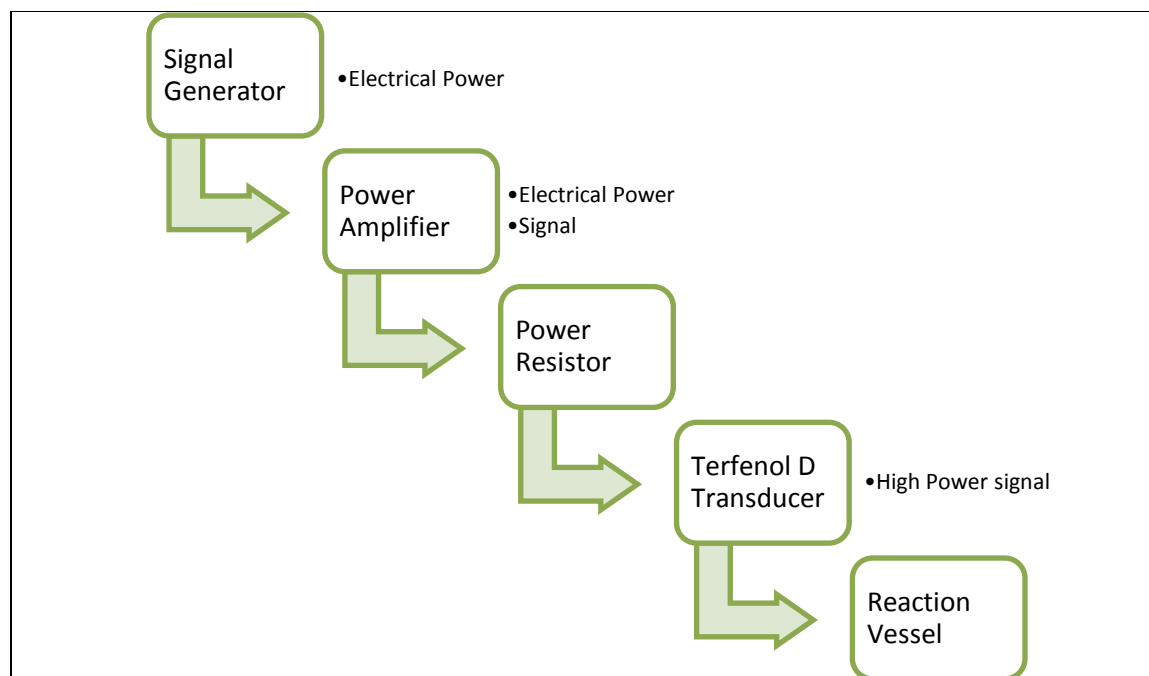 Signal
Generator
•Electrical Power
Power
Amplifier
•Electrical Power
•Signal
Power
Resistor
Terfenol D
Transducer
•High Power signal
Reaction
Vessel